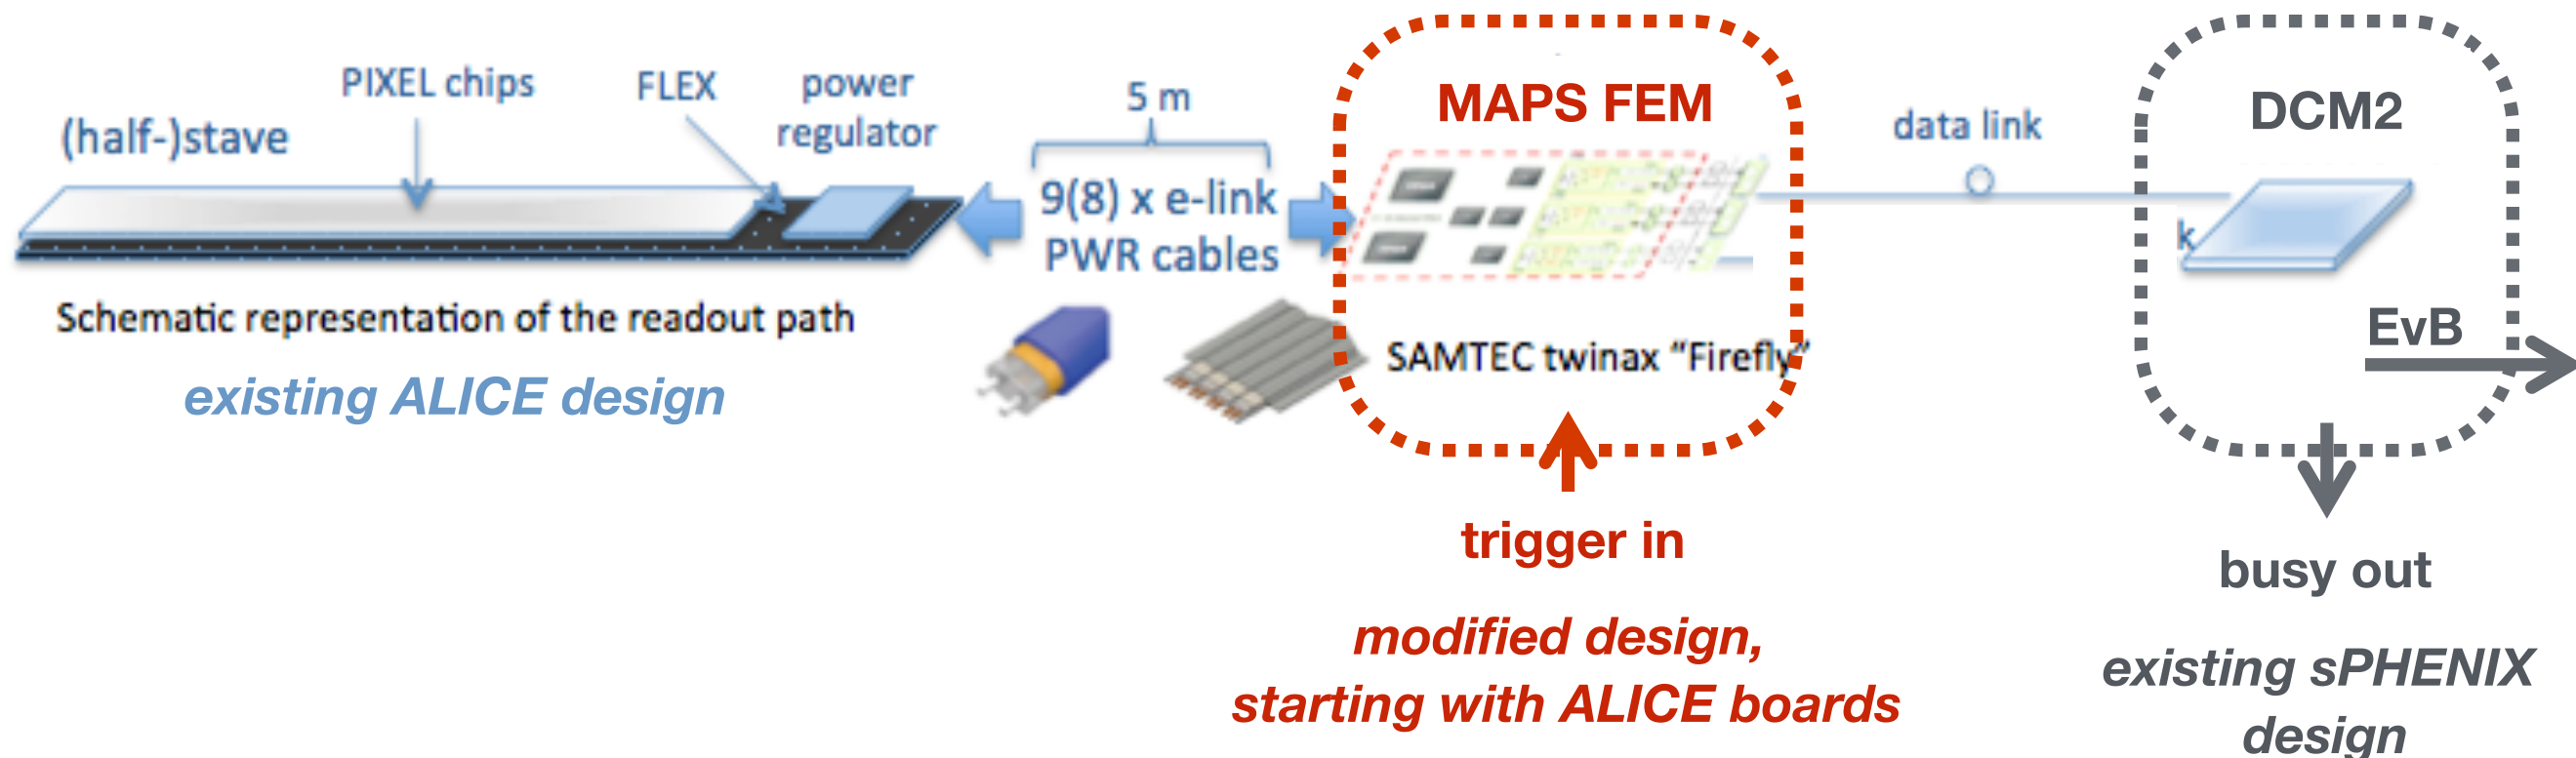 (half-)stave
PIXEL chips
FLEX
power
regulator
5 m
9(8) x e-link
PWR cables
Schematic representation of the readout path
existing ALICE design
MAPS FEM
SAMTEC twinax “Firefly”
trigger in
modified design,
starting with ALICE boards
data link
DCM2
k
EvB
busy out
existing sPHENIX
design